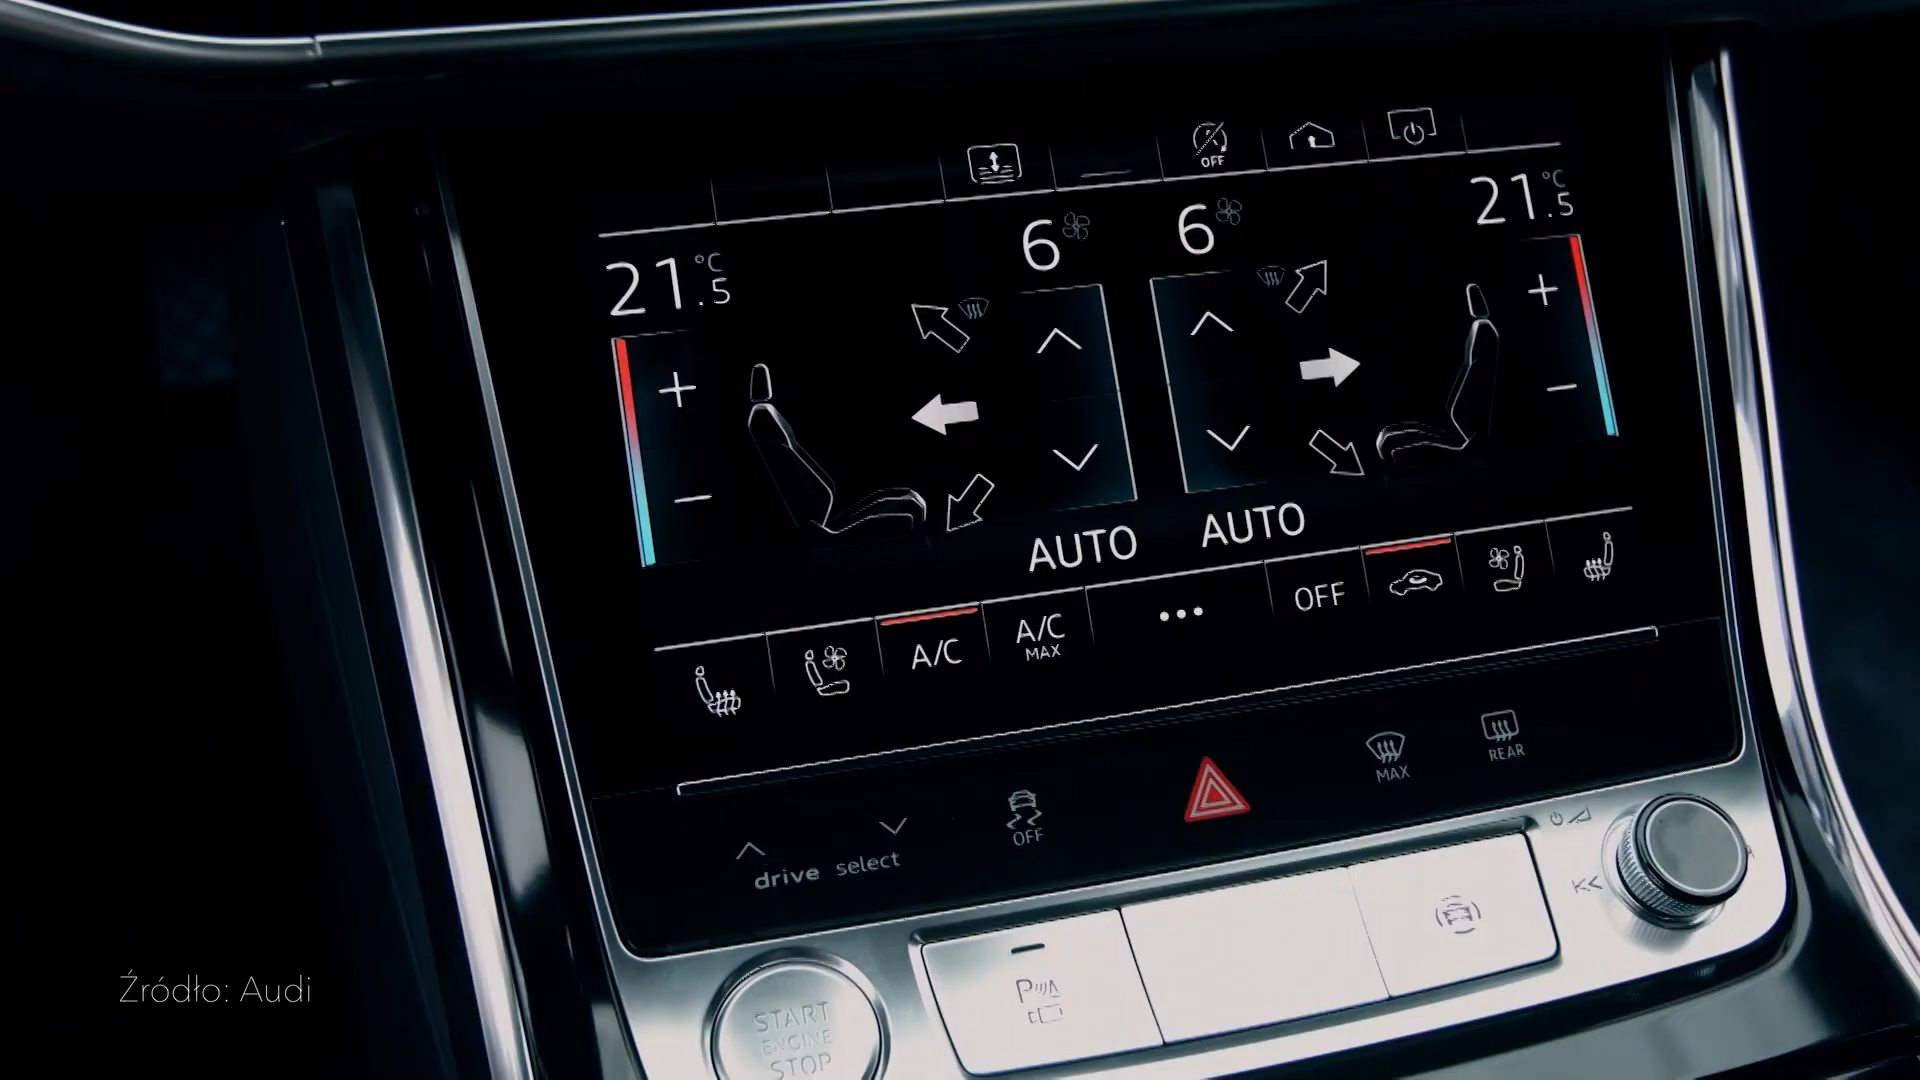 OFF
21.5 °C
6
6
21.5 °C
+
−
+
−
AUTO
AUTO
A/C
A/C MAX
•••
OFF
drive select
OFF
MAX
REAR
START
ENGINE
STOP
P
Źródło: Audi